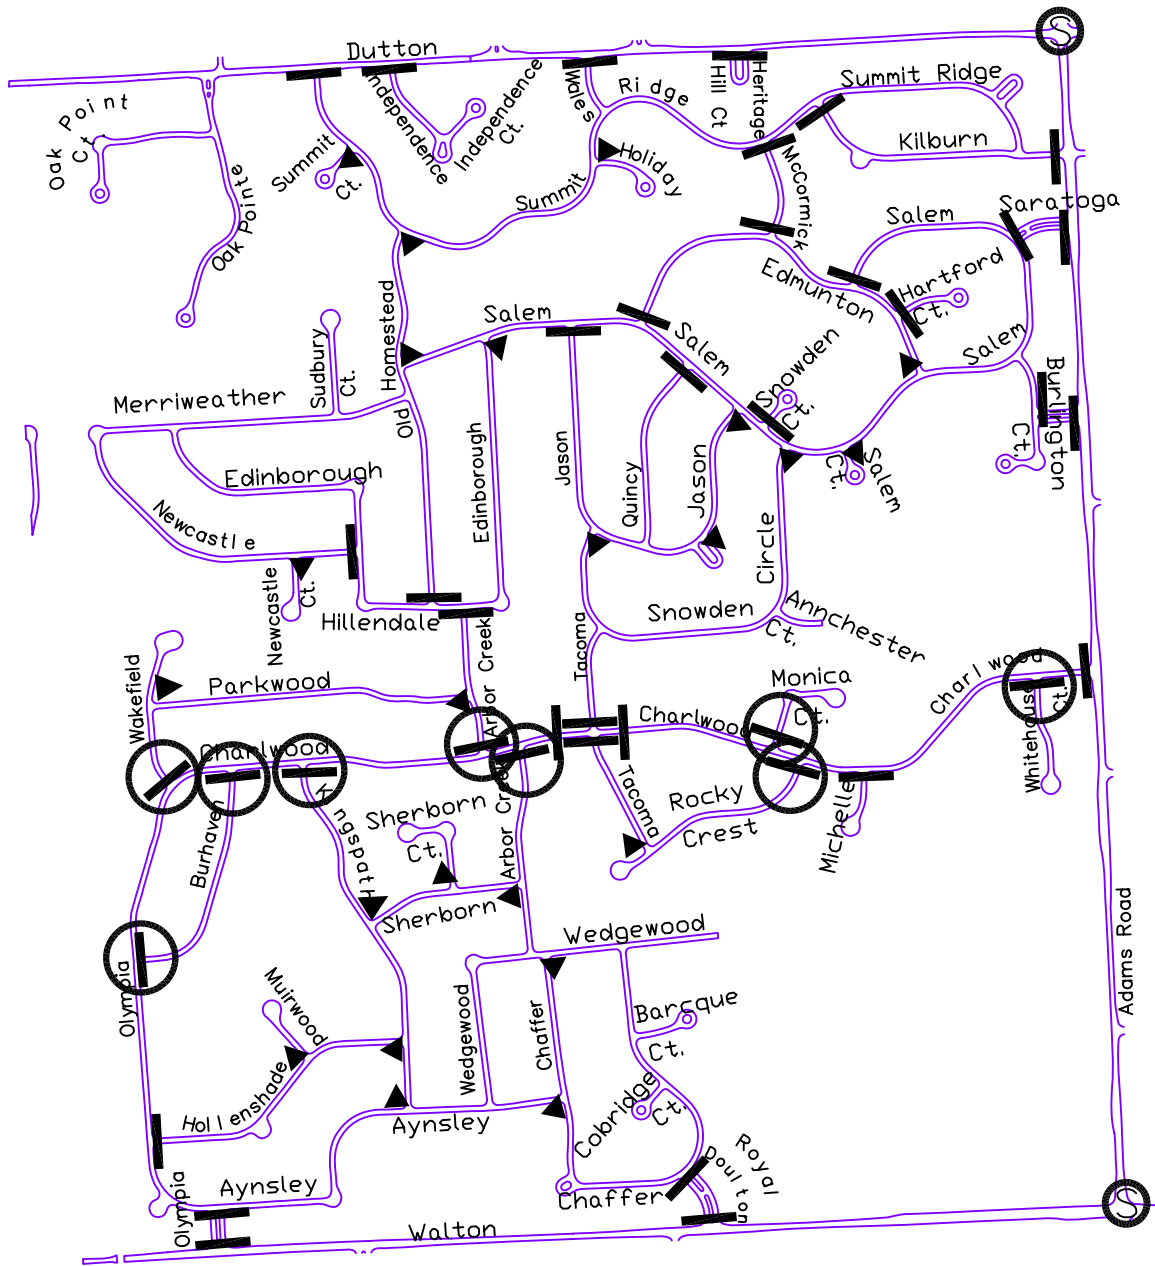 S
Dutton
Oak Point
Ct.
Independence
Independence
Ct.
Wales
Ridge
Hill Ct
Heritage
Summit Ridge
Kilburn
Summit
Ct.
Holiday
Summit
McCormick
Saratoga
Salem
Oak Pointe
Edmunton
Hartford
Ct.
Homestead
Old
Salem
Salem
Snowden
Ct.
Salem
Sudbury
Ct.
Burlington
Ct.
Merriweather
Edinborough
Edinborough
Jason
Quincy
Jason
Salem
Ct.
Newcastle
Circle
Newcastle
Ct.
Hillendale
Snowden
Annchester
Ct.
Tacoma
Arbor Creek
Wakefield
Parkwood
Monica
Ct.
Charlwood
Charlwood
Whitehouse
Ct.
Charlwood
Kingspath
Burhaven
Sherborn
Ct.
Arbor Creek
Tacoma
Rocky
Crest
Michelle
Sherborn
Adams Road
Wedgewood
Olympia
Muirwood
Wedgewood
Chaffer
Barcque
Ct.
Hollenshade
Aynsley
Cobridge
Ct.
Royal
Doulton
Aynsley
Chaffer
Olympia
Walton
S